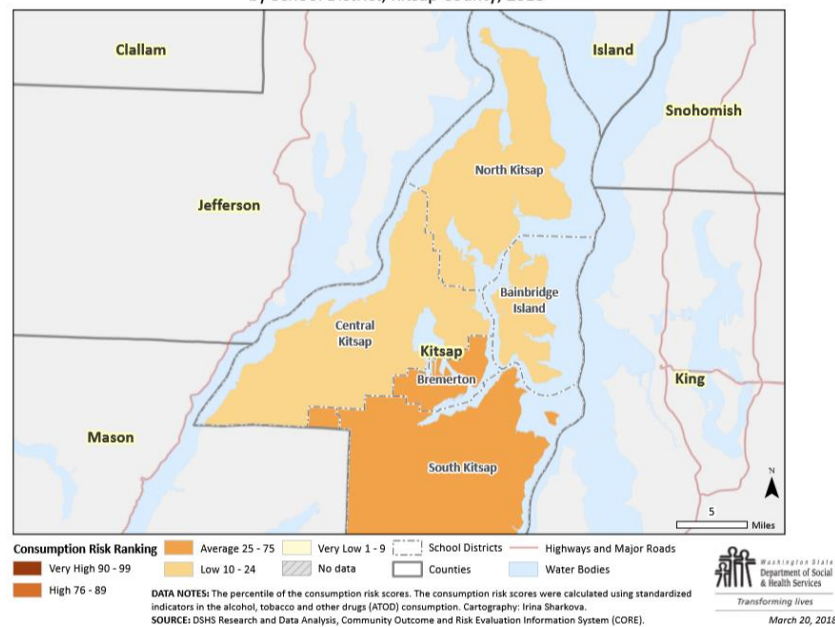 Clallam
Island
Snohomish
North Kitsap
Jefferson
Bainbridge
Island
Central
Kitsap
Kitsap
Bremerton
King
Mason
South Kitsap
N
5
Miles
Consumption Risk Ranking
Very High 90 - 99
High 76 - 89
Average 25 - 75
Low 10 - 24
Very Low 1 - 9
No data
School Districts
Counties
Highways and Major Roads
Water Bodies
DATA NOTES: The percentile of the consumption risk scores. The consumption risk scores were calculated using standardized
indicators in the alcohol, tobacco and other drugs (ATOD) consumption. Cartography: Irina Sharkova.
SOURCE: DSHS Research and Data Analysis, Community Outcome and Risk Evaluation Information System (CORE).
Washington State
Department of Social
& Health Services
Transforming lives
March 20, 2019